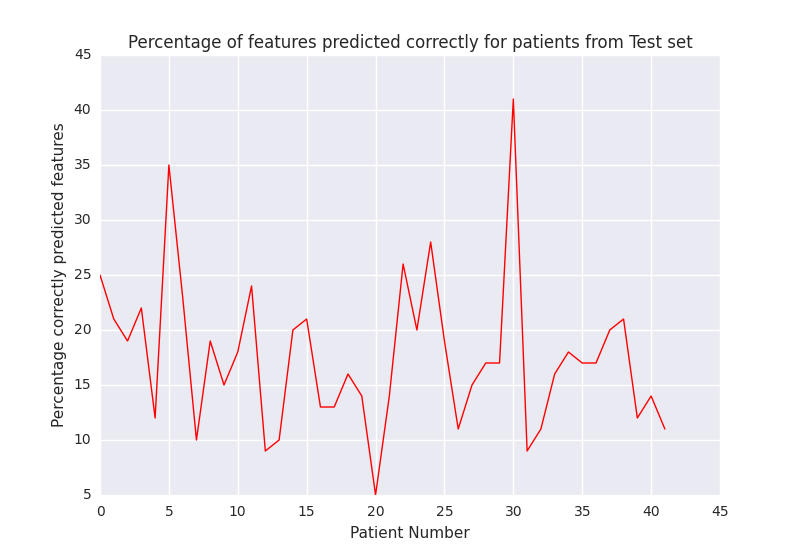 Percentage of features predicted correctly for patients from Test set
45
40
35
30
25
20
15
10
5
Percentage correctly predicted features
0 5 10 15 20 25 30 35 40 45
Patient Number